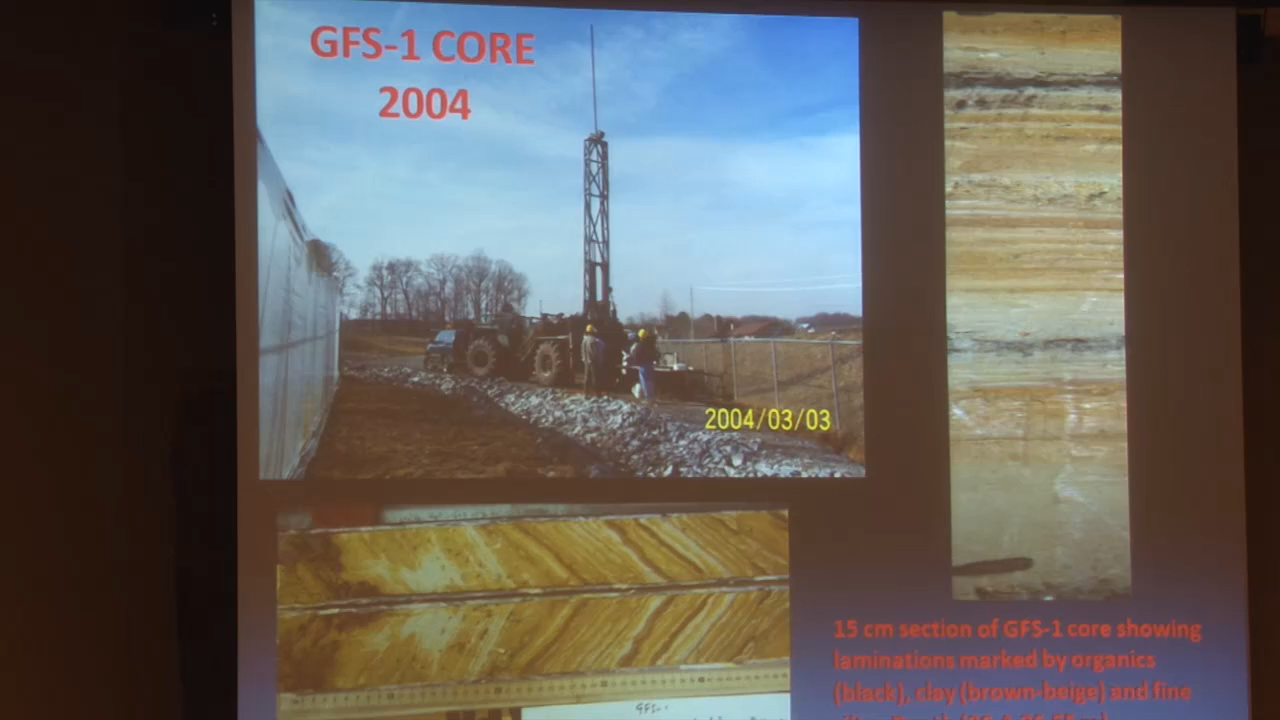 GFS-1 CORE
2004
2004/03/03
15 cm section of GFS-1 core showing
laminations marked by organics
(black), clay (brown-beige) and fine
GFS-1